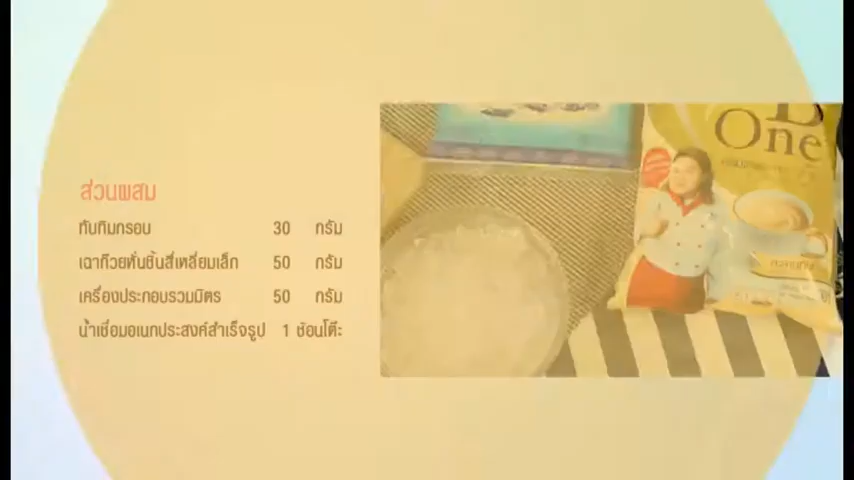 ส่วนผสม
ทับทิมกรอบ 30 กรัม
เฉาก๊วยหั่นชิ้นสี่เหลี่ยมเล็ก 50 กรัม
เครื่องประกอบรวมมิตร 50 กรัม
น้ำเชื่อมอเนกประสงค์สำเร็จรูป 1 ช้อนโต๊ะ
One